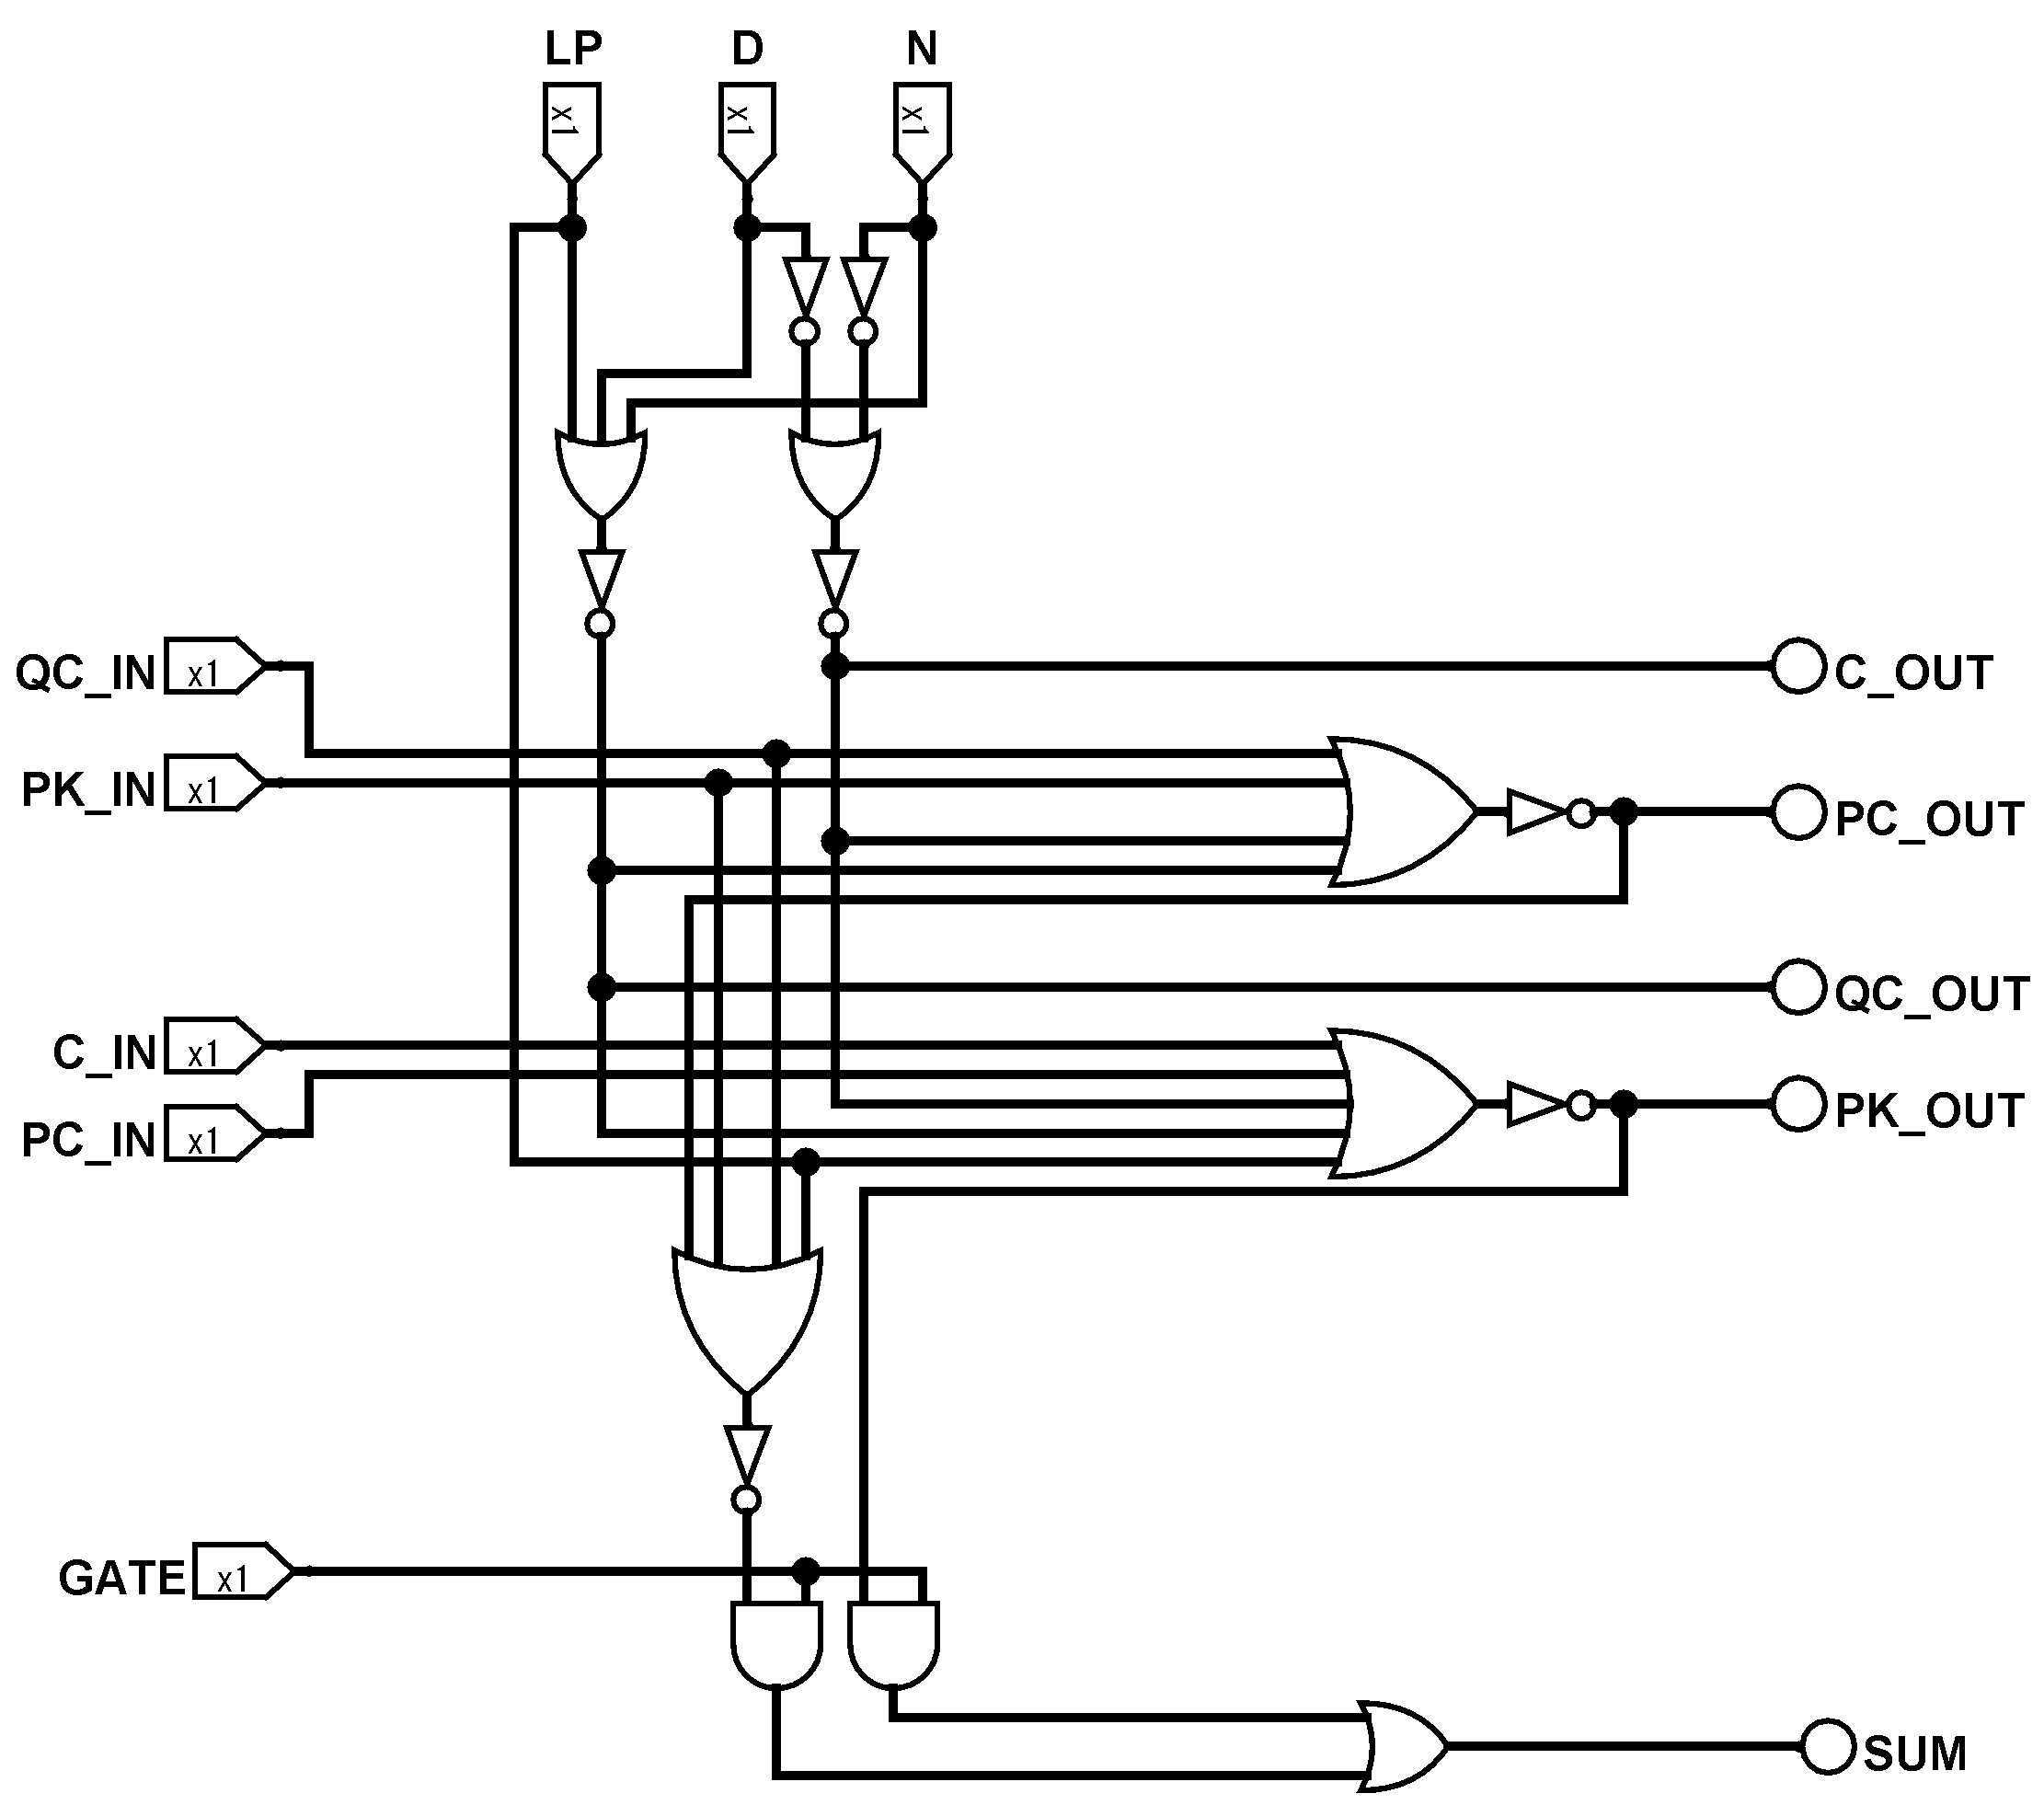 LP D N
x1 x1 x1
QC_IN x1 C_OUT
PK_IN x1 PC_OUT
QC_OUT
C_IN x1
PC_IN x1 PK_OUT
GATE x1
SUM